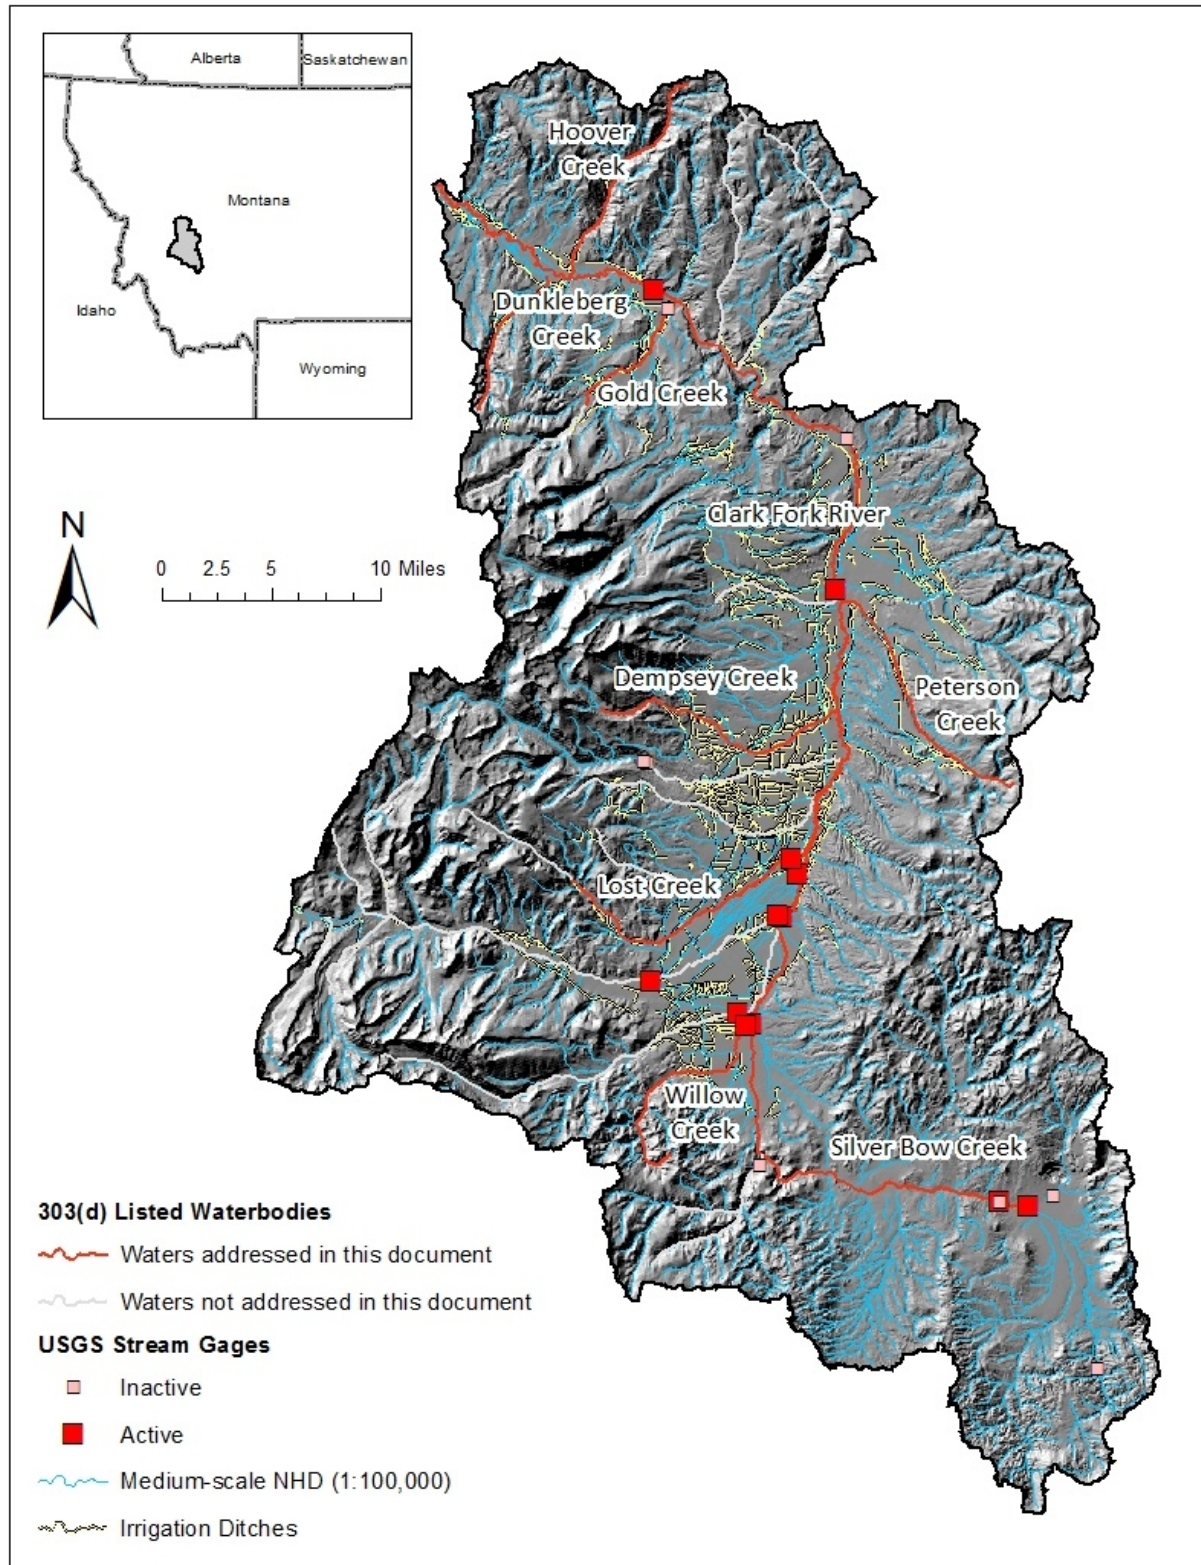 Alberta
Saskatchewan
Montana
Idaho
Wyoming
N
0 2.5 5 10 Miles
Hoover
Creek
Dunkleberg
Creek
Gold Creek
Clark Fork River
Dempsey Creek
Peterson
Creek
Lost Creek
Willow
Creek
Silver Bow Creek
303(d) Listed Waterbodies
Waters addressed in this document
Waters not addressed in this document
USGS Stream Gages
Inactive
Active
Medium-scale NHD (1:100,000)
Irrigation Ditches